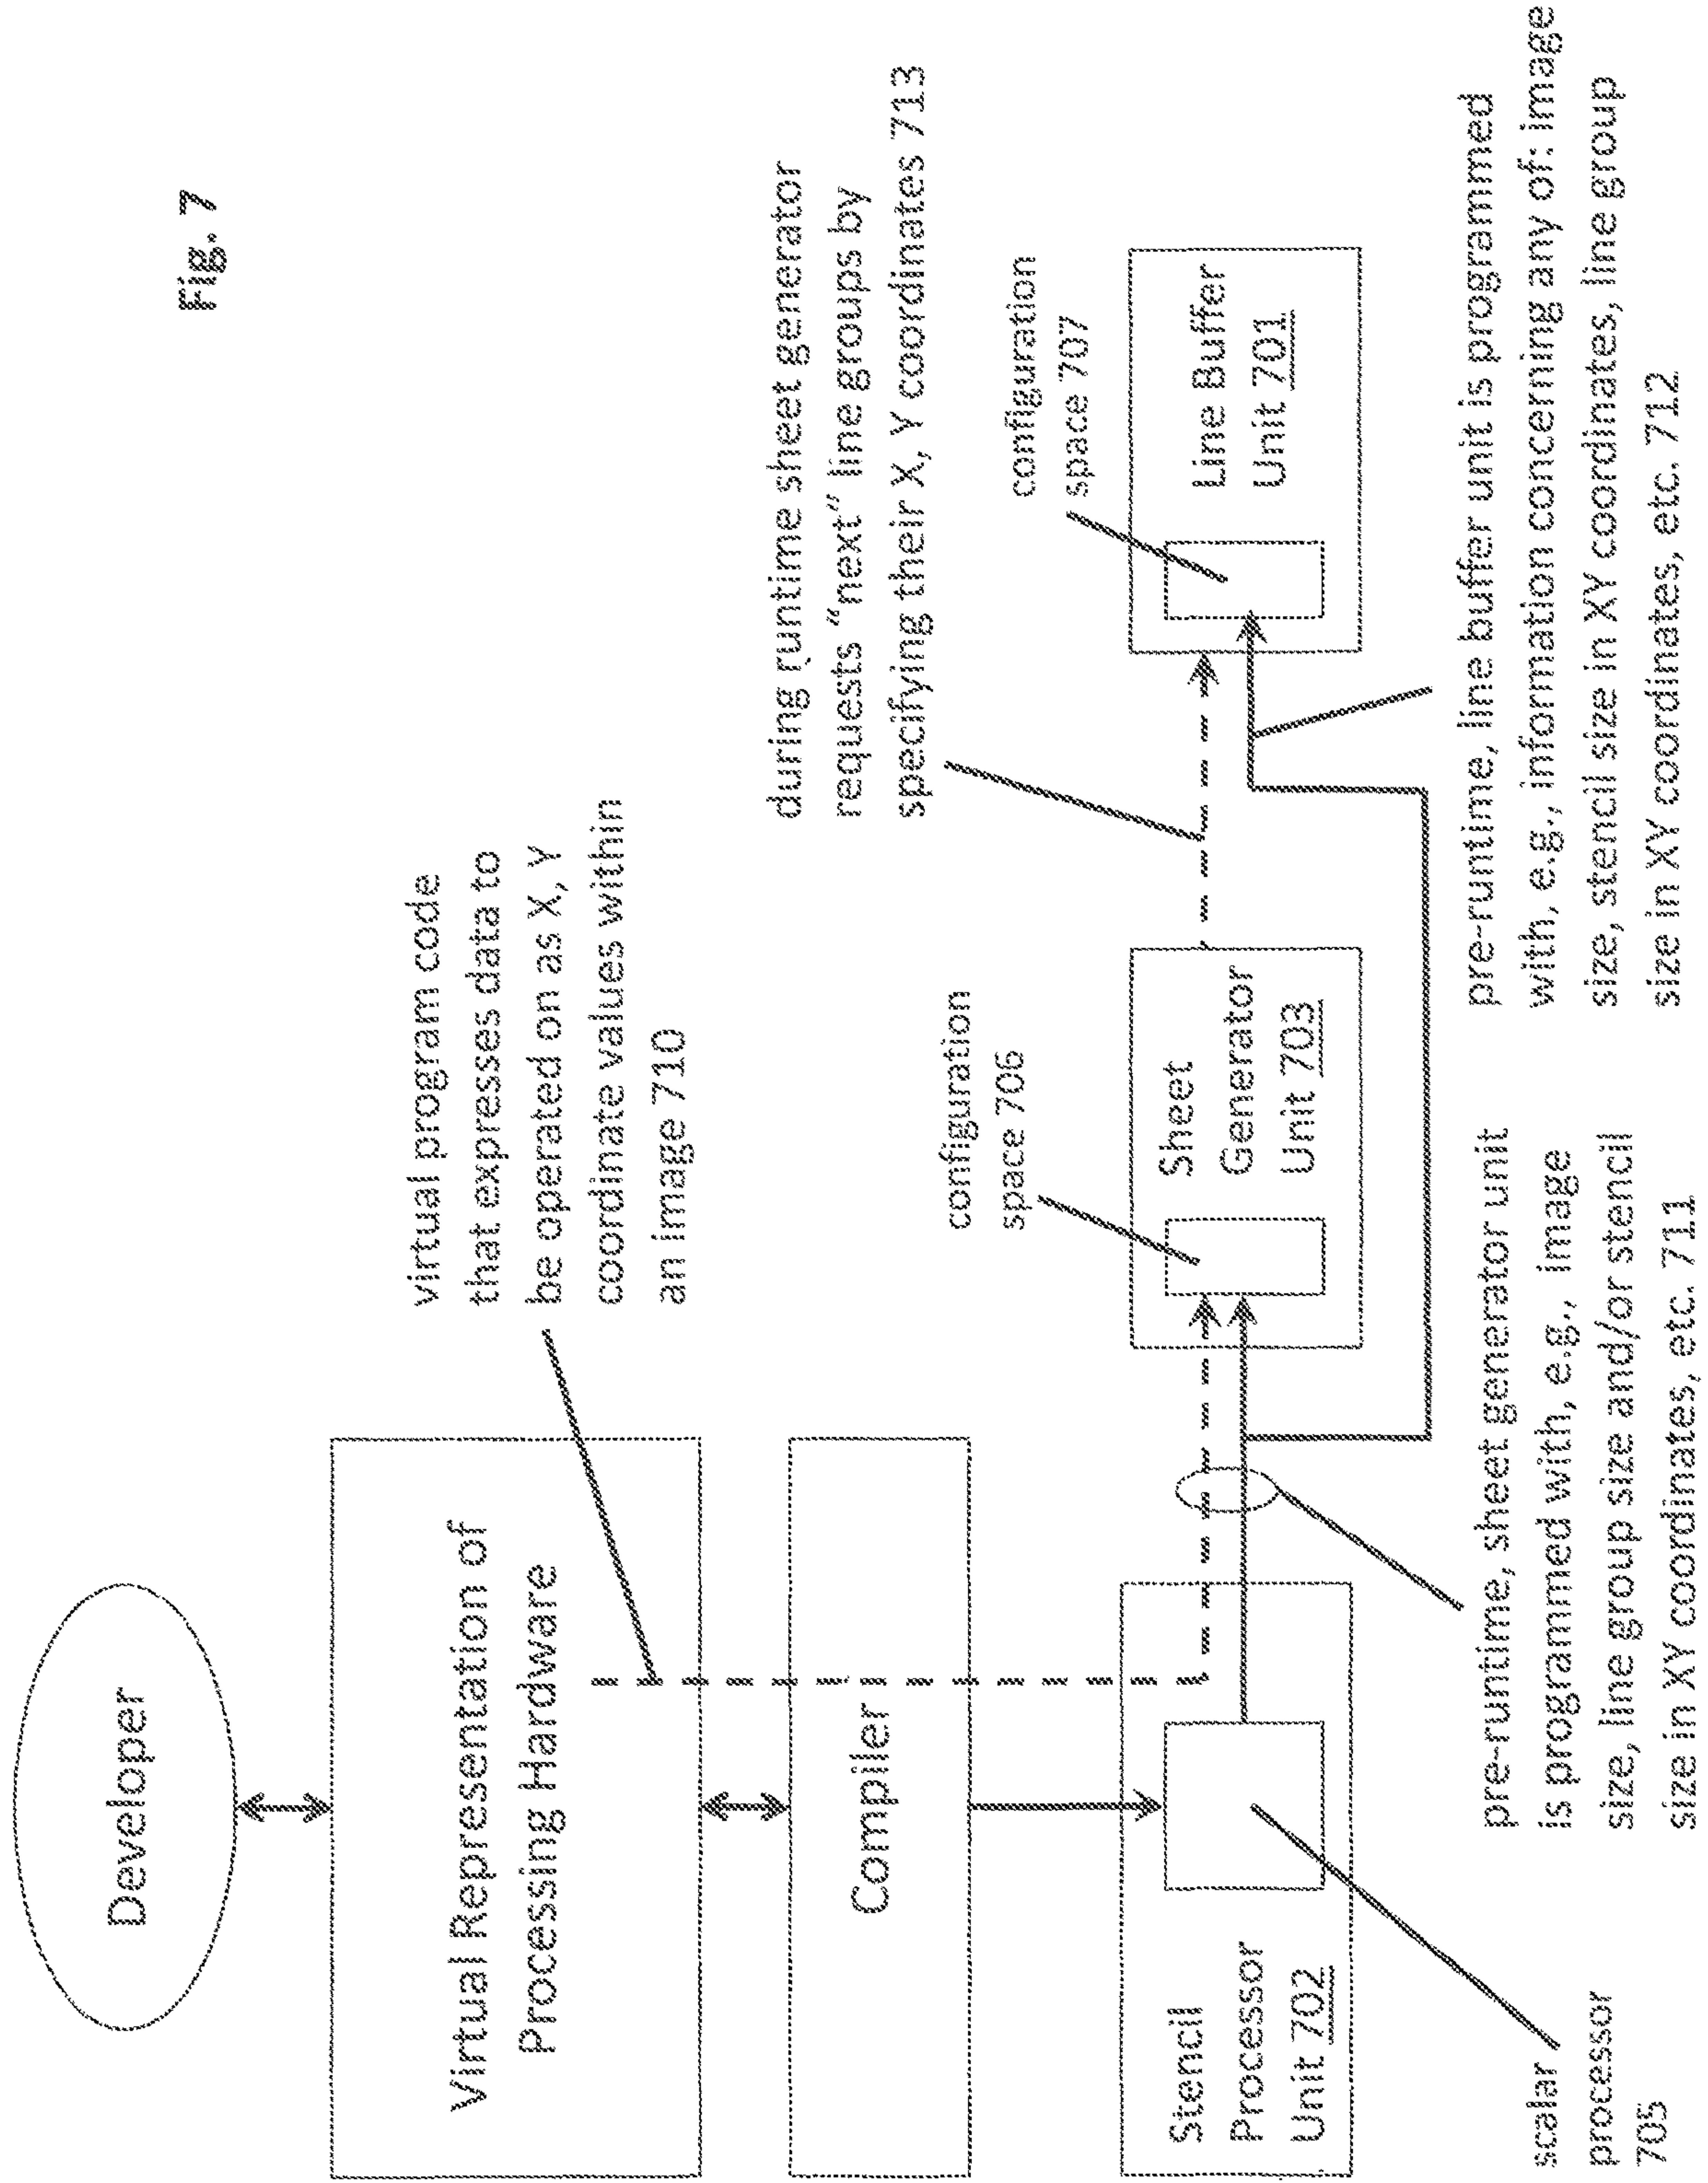 Fig. 7
Developer
Virtual Representation of
Processing Hardware
virtual program code
that expresses data to
be operated on as X, Y
coordinate values within
an image 710
Compiler
during runtime sheet generator
requests “next” line groups by
specifying their X, Y coordinates 713
Stencil
Processor
Unit 702
configuration
space 706
Sheet
Generator
Unit 703
configuration
space 707
Line Buffer
Unit 701
scalar
processor
705
pre-runtime, sheet generator unit
is programmed with, e.g., image
size, line group size and/or stencil
size in XY coordinates, etc. 711
pre-runtime, line buffer unit is programmed
with, e.g., information concerning any of: image
size, stencil size in XY coordinates, line group
size in XY coordinates, etc. 712